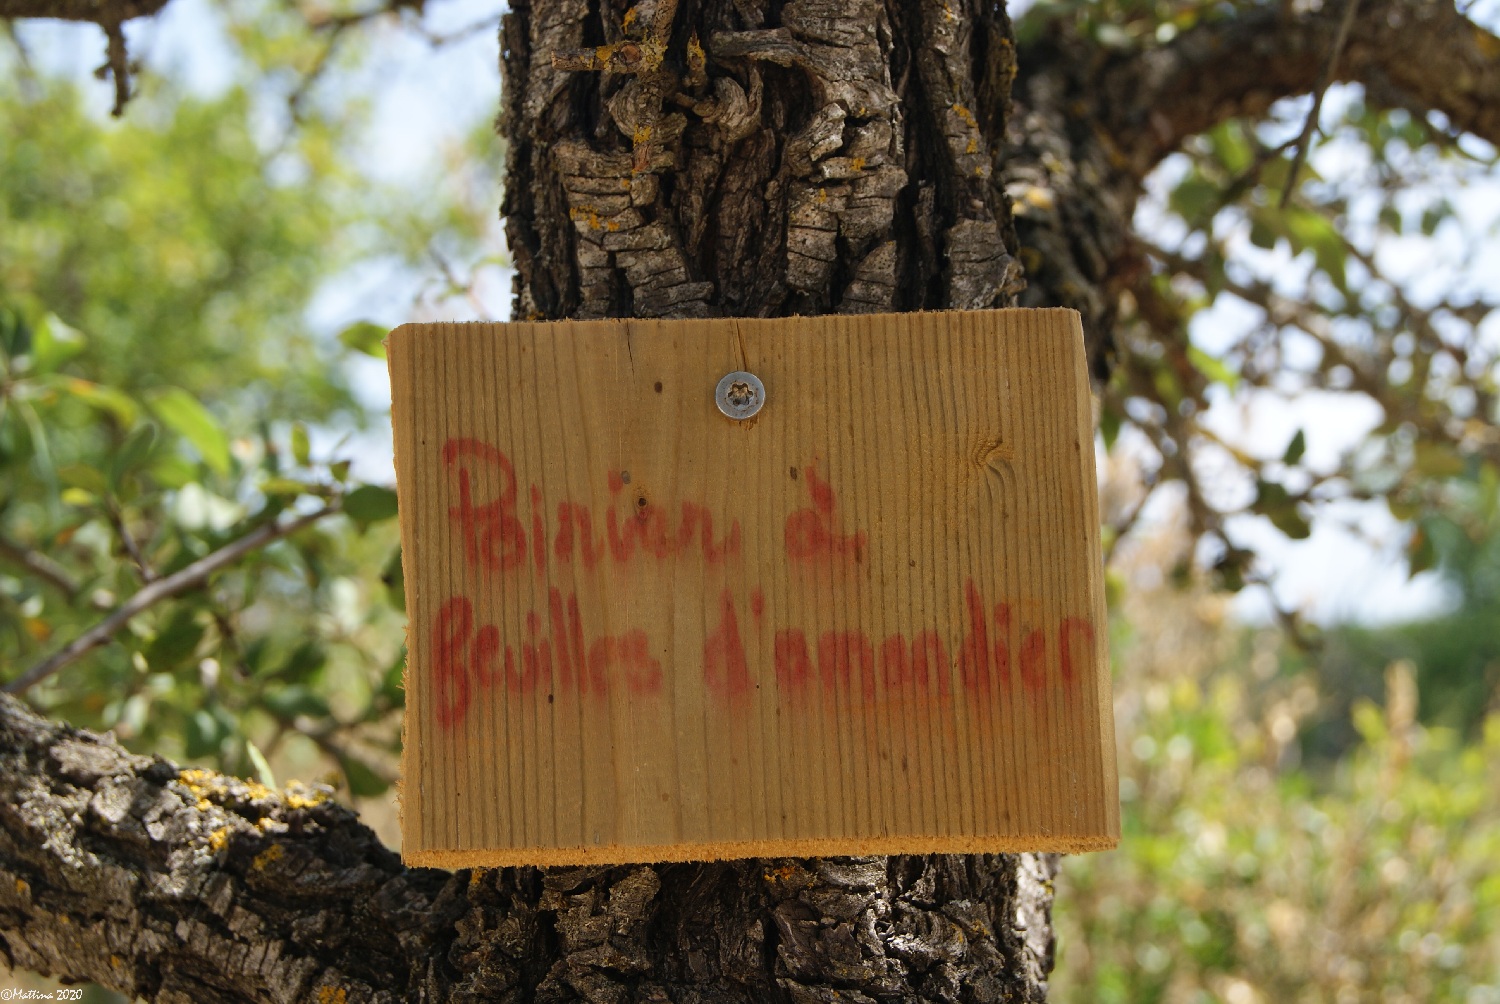 Poirier à
feuilles d'amandier
©Mattina 2020